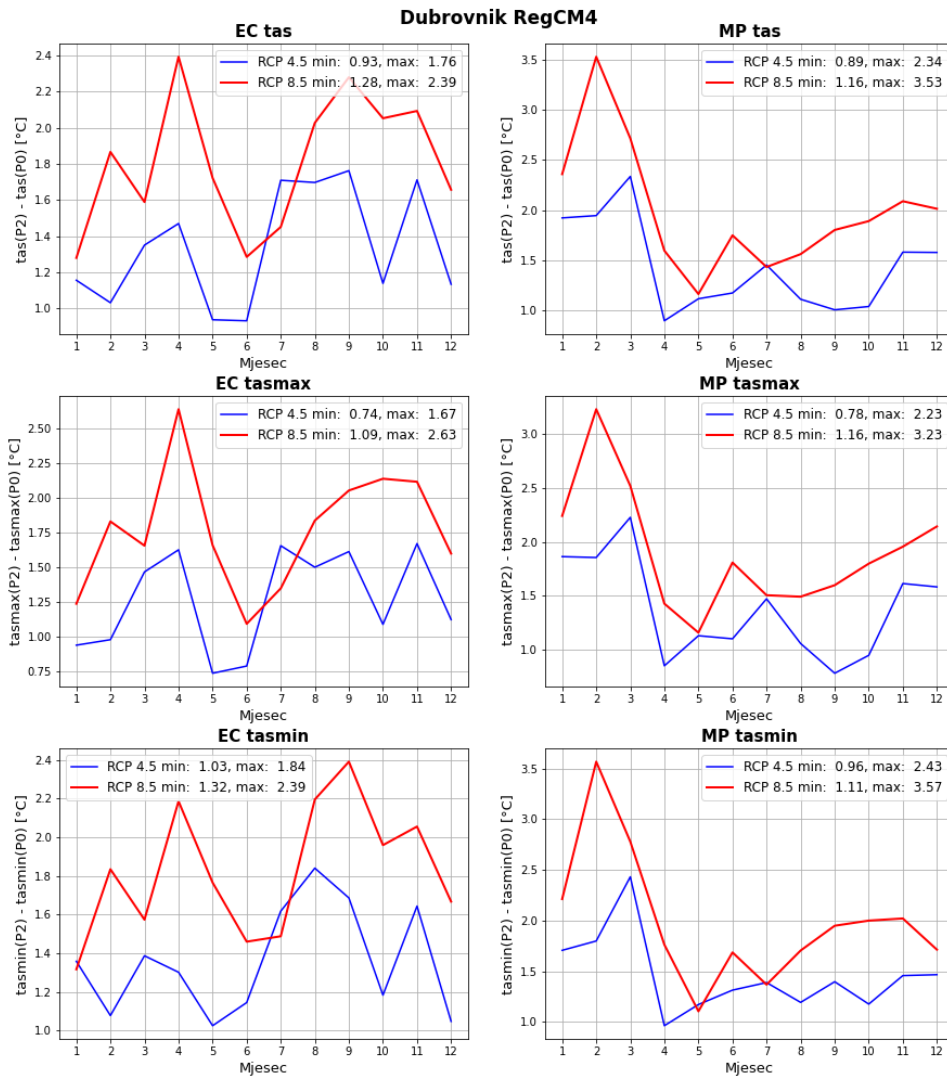 Dubrovnik RegCM4
EC tas
RCP 4.5 min: 0.93, max: 1.76
RCP 8.5 min: 1.28, max: 2.39
tas(P2) - tas(P0) [°C]
2.4
2.2
2.0
1.8
1.6
1.4
1.2
1.0
1 2 3 4 5 6 7 8 9 10 11 12
Mjesec
MP tas
RCP 4.5 min: 0.89, max: 2.34
RCP 8.5 min: 1.16, max: 3.53
tas(P2) - tas(P0) [°C]
3.5
3.0
2.5
2.0
1.5
1.0
1 2 3 4 5 6 7 8 9 10 11 12
Mjesec
EC tasmax
RCP 4.5 min: 0.74, max: 1.67
RCP 8.5 min: 1.09, max: 2.63
tasmax(P2) - tasmax(P0) [°C]
2.50
2.25
2.00
1.75
1.50
1.25
1.00
0.75
1 2 3 4 5 6 7 8 9 10 11 12
Mjesec
MP tasmax
RCP 4.5 min: 0.78, max: 2.23
RCP 8.5 min: 1.16, max: 3.23
tasmax(P2) - tasmax(P0) [°C]
3.0
2.5
2.0
1.5
1.0
1 2 3 4 5 6 7 8 9 10 11 12
Mjesec
EC tasmin
RCP 4.5 min: 1.03, max: 1.84
RCP 8.5 min: 1.32, max: 2.39
tasmin(P2) - tasmin(P0) [°C]
2.4
2.2
2.0
1.8
1.6
1.4
1.2
1.0
1 2 3 4 5 6 7 8 9 10 11 12
Mjesec
MP tasmin
RCP 4.5 min: 0.96, max: 2.43
RCP 8.5 min: 1.11, max: 3.57
tasmin(P2) - tasmin(P0) [°C]
3.5
3.0
2.5
2.0
1.5
1.0
1 2 3 4 5 6 7 8 9 10 11 12
Mjesec